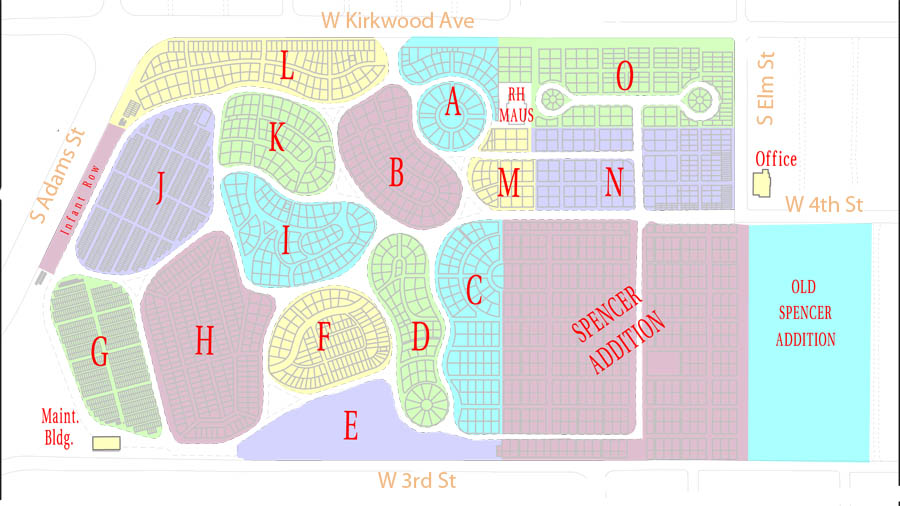 W Kirkwood Ave
L
A
O
RH
MAUS
S Elm St
K
B
J
M
N
Office
S Adams St
Infant Row
W 4th St
I
C
OLD
SPENCER
ADDITION
SPENCER
ADDITION
G
H
F
D
Maint.
Bldg.
E
W 3rd St